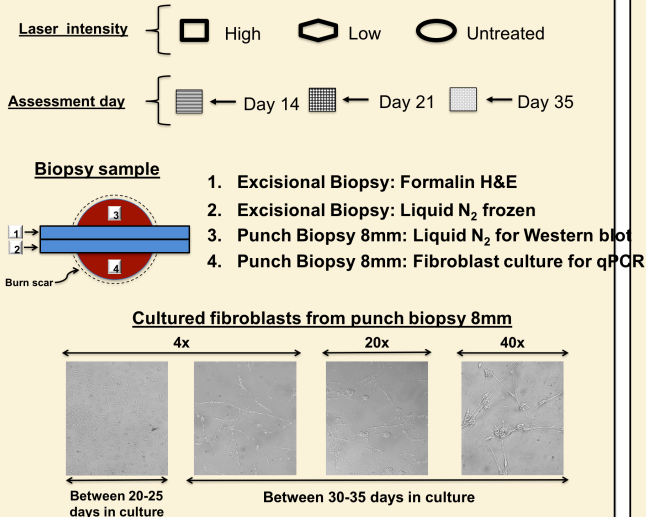 Laser intensity
High
Low
Untreated
Assessment day
Day 14
Day 21
Day 35
Biopsy sample
1. Excisional Biopsy: Formalin H&E
2. Excisional Biopsy: Liquid N₂ frozen
3. Punch Biopsy 8mm: Liquid N₂ for Western blot
4. Punch Biopsy 8mm: Fibroblast culture for qPCR
3
1
2
4
Burn scar
Cultured fibroblasts from punch biopsy 8mm
4x
20x
40x
Between 20-25
days in culture
Between 30-35 days in culture